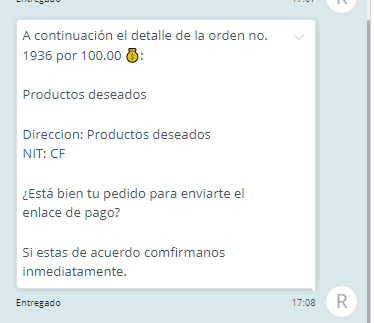 Entregado
17:07
R
A continuación el detalle de la orden no.
1936 por 100.00 💰:
Productos deseados
Direccion: Productos deseados
NIT: CF
¿Está bien tu pedido para enviarte el
enlace de pago?
Si estas de acuerdo comfirmanos
inmediatamente.
Entregado
17:08
R